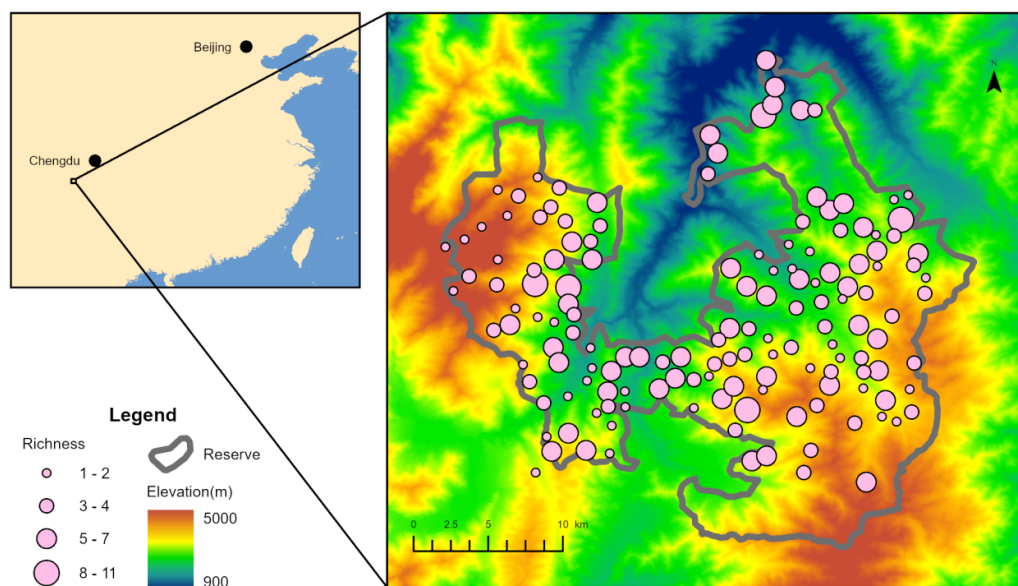 Beijing
Chengdu
N
Legend
Richness
1 - 2
3 - 4
5 - 7
8 - 11
Reserve
Elevation(m)
5000
900
0 2.5 5 10 km